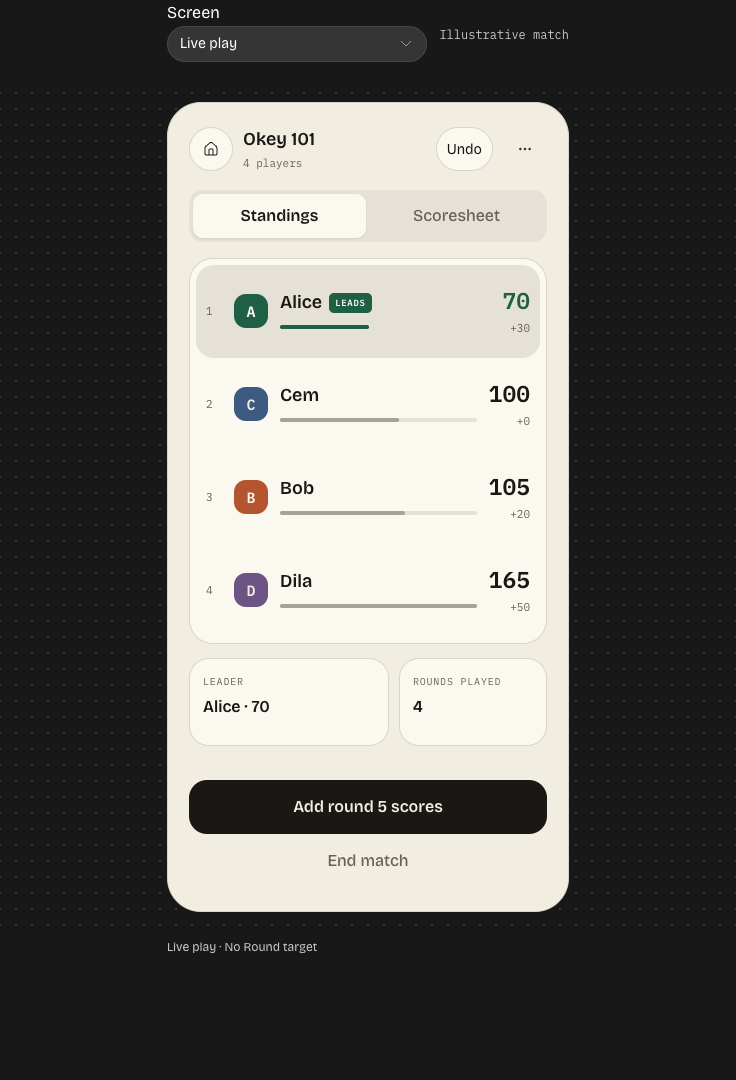 Screen
Live play
Illustrative match
Okey 101
4 players
Undo
Standings
Scoresheet
1
A
Alice
LEADS
70
+30
2
C
Cem
100
+0
3
B
Bob
105
+20
4
D
Dila
165
+50
LEADER
Alice · 70
ROUNDS PLAYED
4
Add round 5 scores
End match
Live play · No Round target